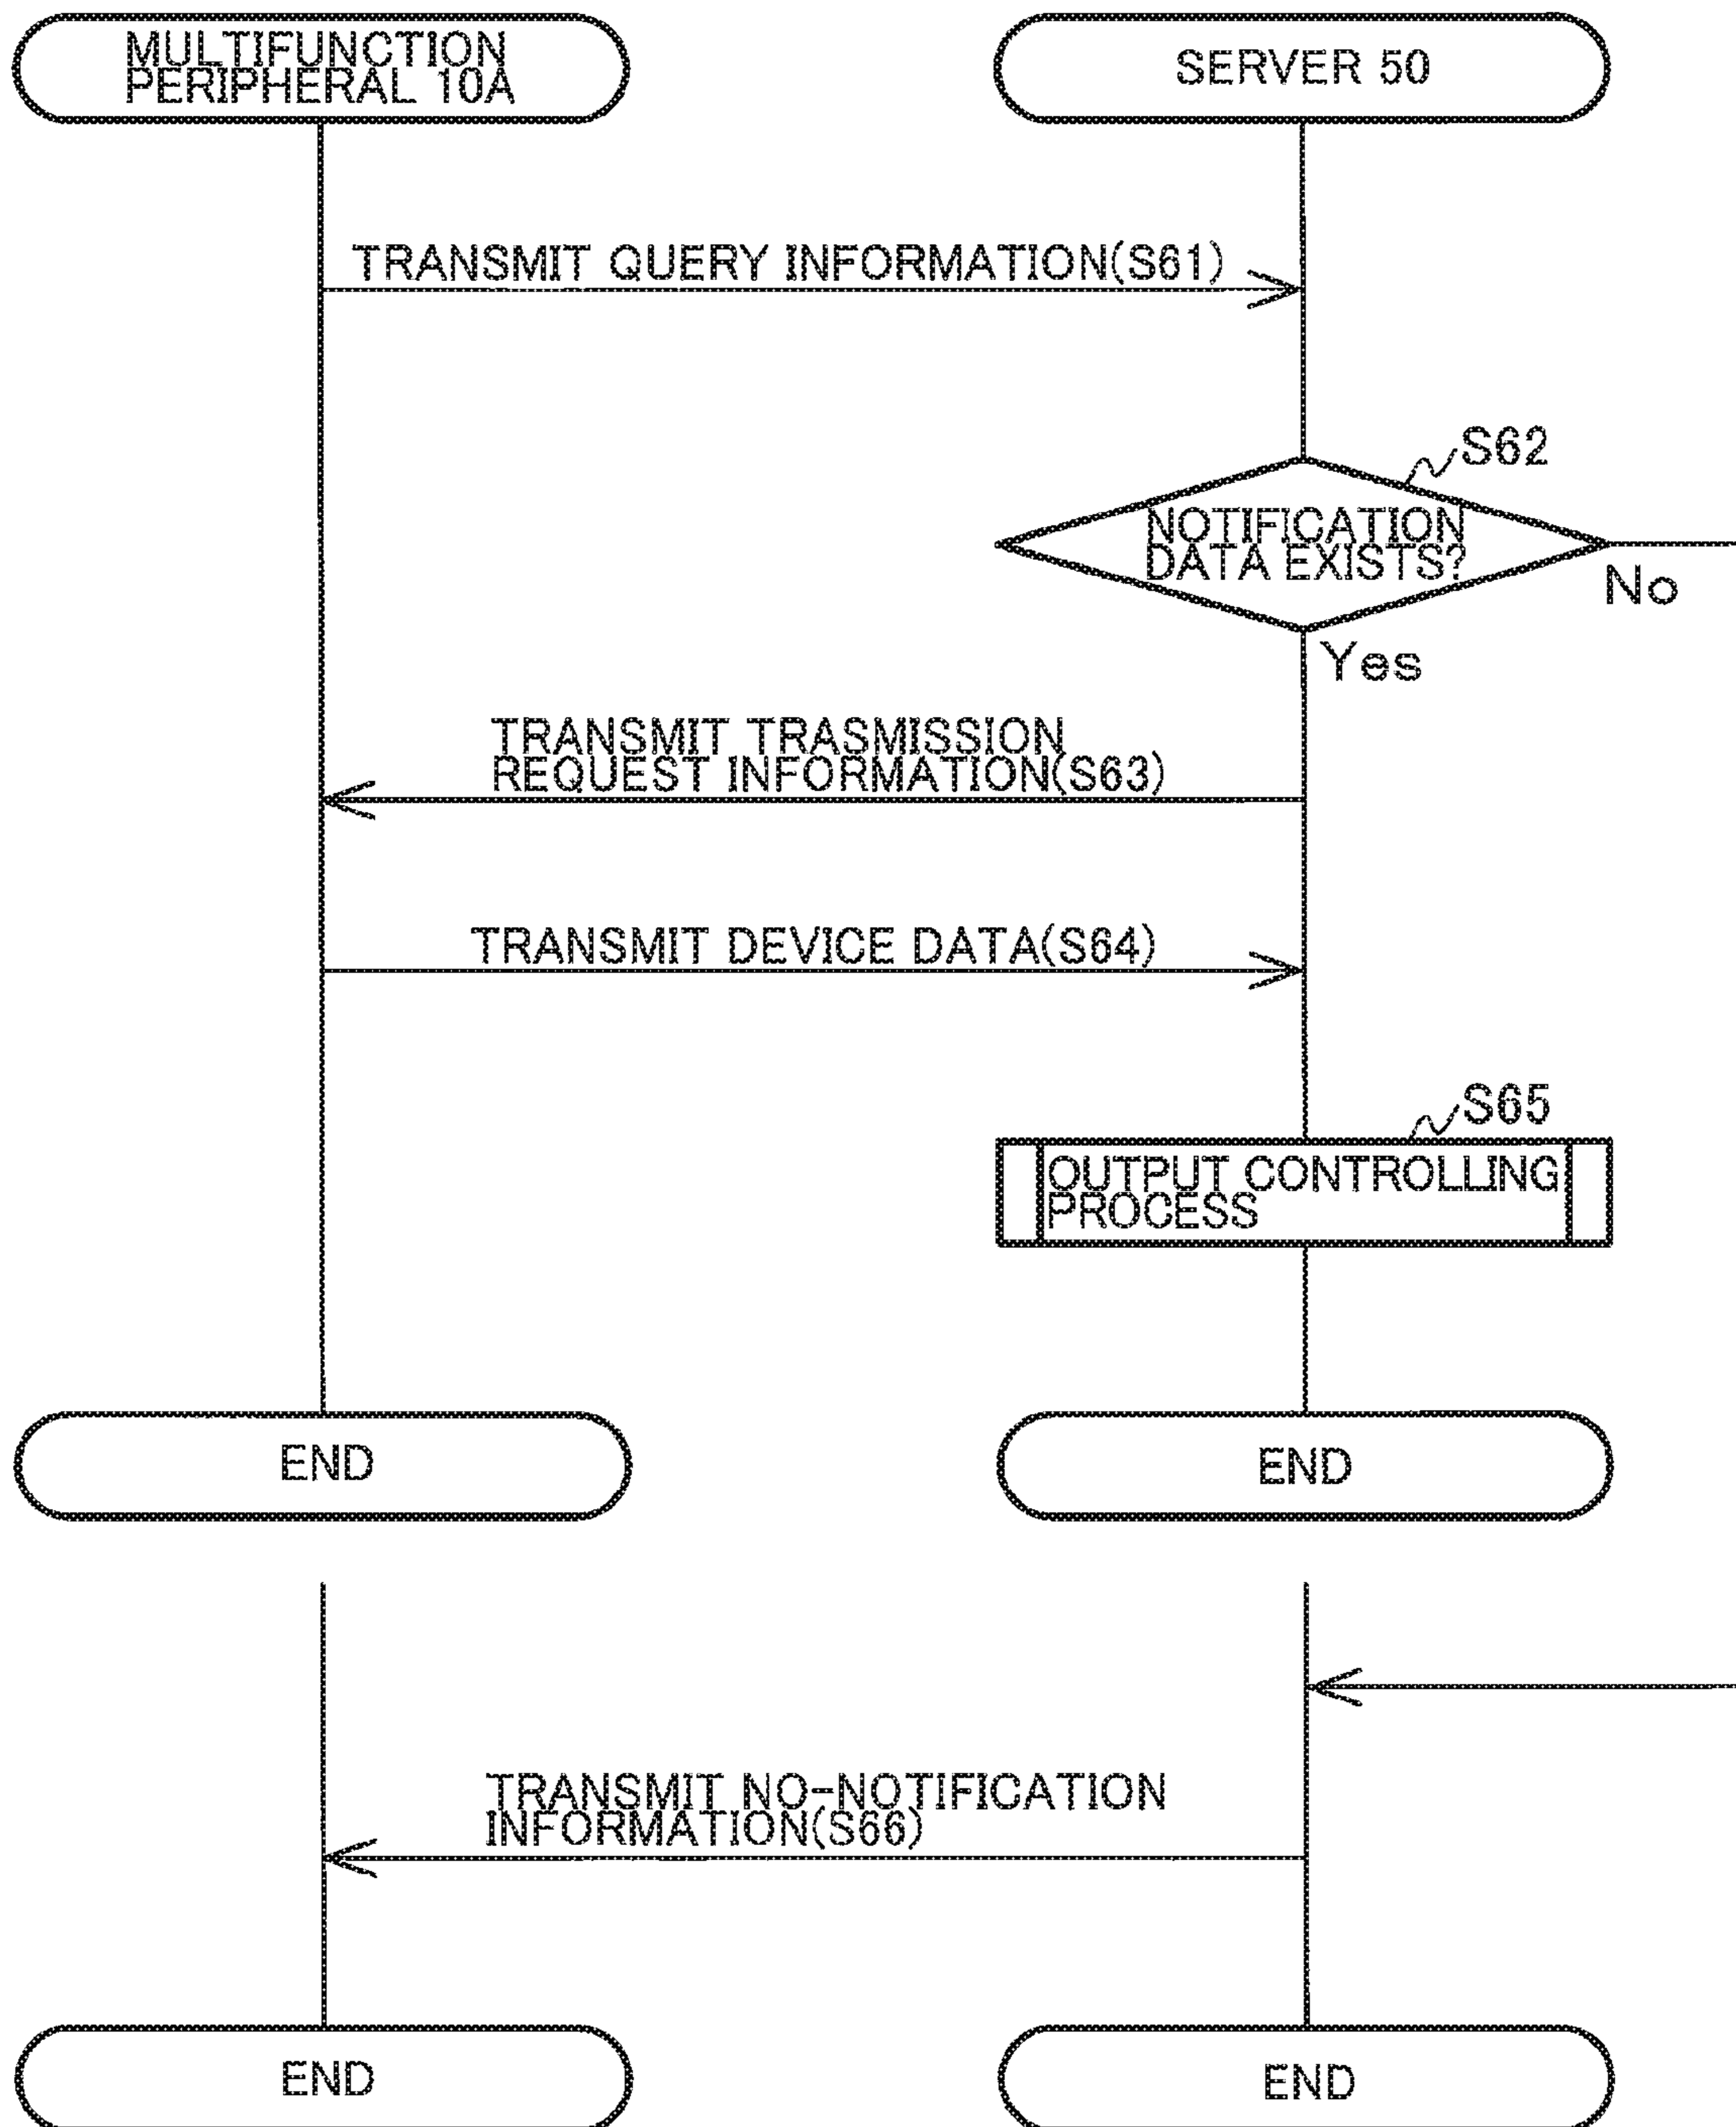 MULTIFUNCTION
PERIPHERAL 10A
SERVER 50
TRANSMIT QUERY INFORMATION(S61)
S62
NOTIFICATION
DATA EXISTS?
No
Yes
TRANSMIT TRASMISSION
REQUEST INFORMATION(S63)
TRANSMIT DEVICE DATA(S64)
S65
OUTPUT CONTROLLING
PROCESS
END
END
TRANSMIT NO-NOTIFICATION
INFORMATION(S66)
END
END